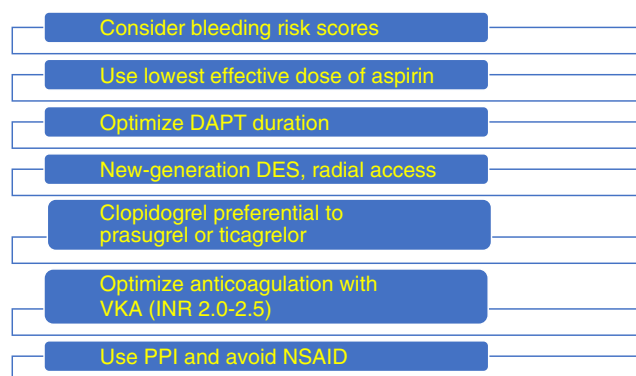 Consider bleeding risk scores
Use lowest effective dose of aspirin
Optimize DAPT duration
New-generation DES, radial access
Clopidogrel preferential to
prasugrel or ticagrelor
Optimize anticoagulation with
VKA (INR 2.0-2.5)
Use PPI and avoid NSAID